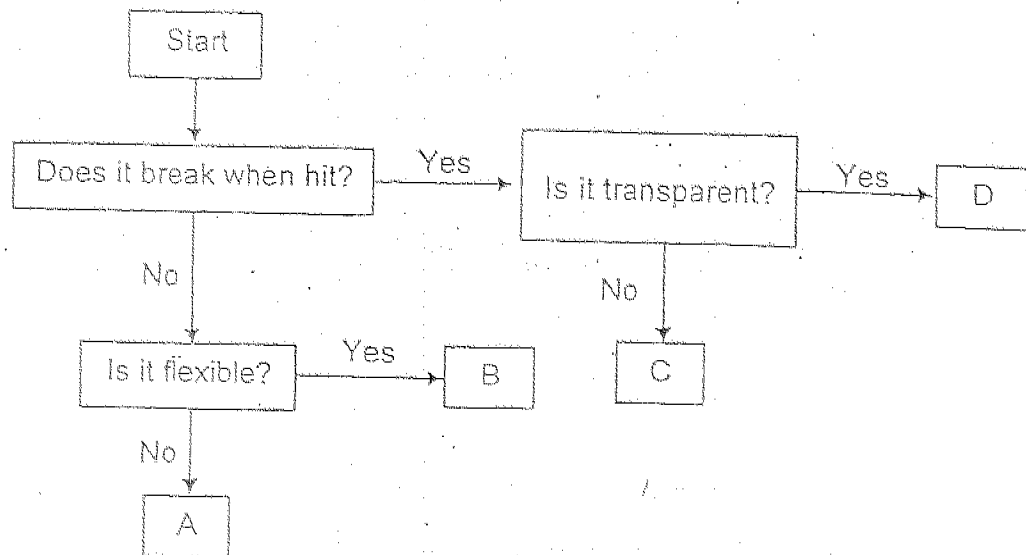 Start
Does it break when hit?
Yes
Is it transparent?
Yes
D
No
No
Is it flexible?
Yes
B
C
No
A